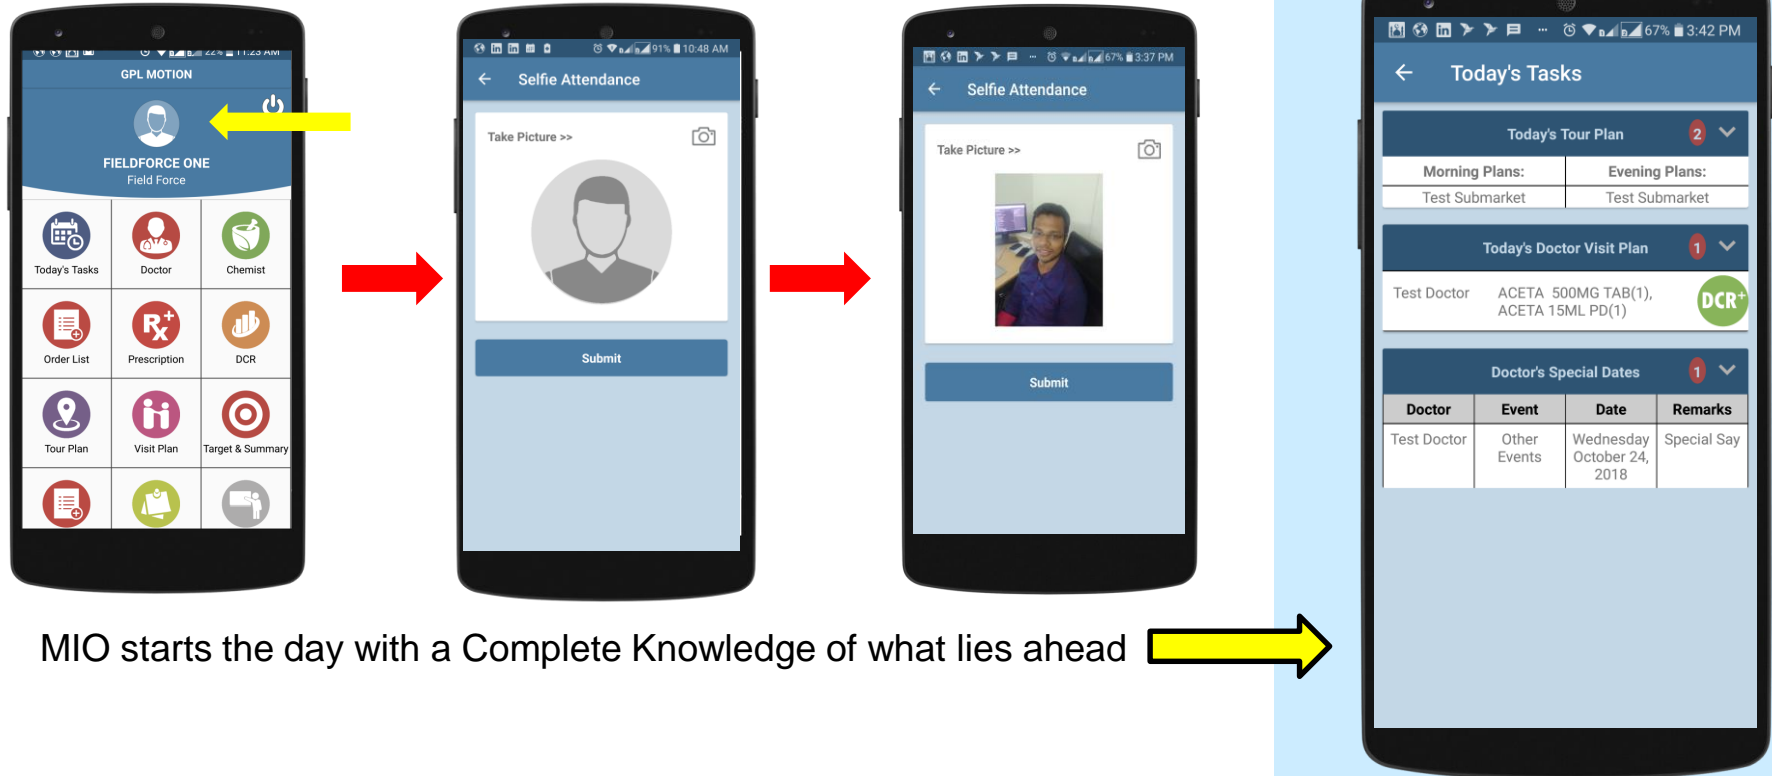 22% 11:23 AM
GPL MOTION
FIELDFORCE ONE
Field Force
Today's Tasks
Doctor
Chemist
Order List
Prescription
DCR
Tour Plan
Visit Plan
Target & Summary
91% 10:48 AM
Selfie Attendance
Take Picture >>
Submit
67% 3:37 PM
Selfie Attendance
Take Picture >>
Submit
67% 3:42 PM
Today's Tasks
Today's Tour Plan 2
Morning Plans: Evening Plans:
Test Submarket Test Submarket
Today's Doctor Visit Plan 1
Test Doctor ACETA 500MG TAB(1), DCR+
ACETA 15ML PD(1)
Doctor's Special Dates 1
Doctor Event Date Remarks
Test Doctor Other Wednesday Special Say
Events October 24,
2018
MIO starts the day with a Complete Knowledge of what lies ahead